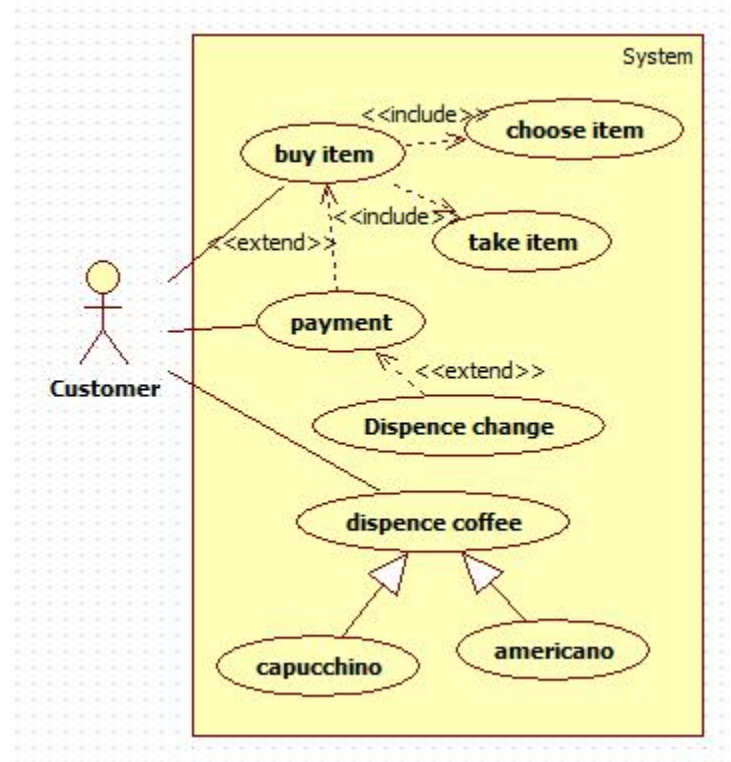 System
<<include>>
choose item
buy item
<<include>>
<<extend>>
take item
payment
<<extend>>
Customer
Dispence change
dispence coffee
capucchino
americano